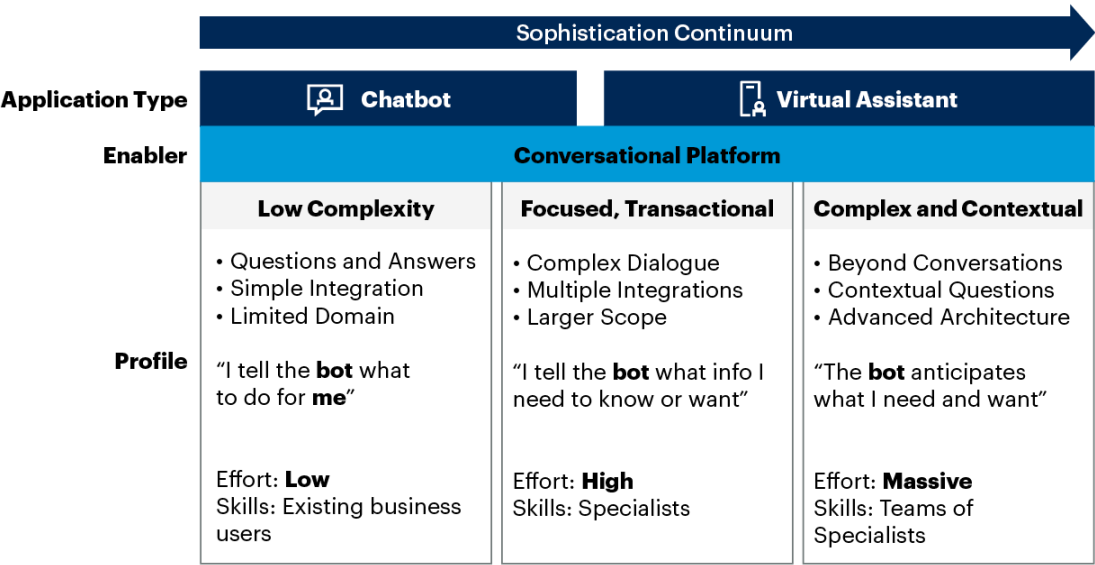 Sophistication Continuum
Application Type
Chatbot
Virtual Assistant
Enabler
Conversational Platform
Profile
Low Complexity
• Questions and Answers
• Simple Integration
• Limited Domain
“I tell the bot what
to do for me”
Effort: Low
Skills: Existing business
users
Focused, Transactional
• Complex Dialogue
• Multiple Integrations
• Larger Scope
“I tell the bot what info I
need to know or want”
Effort: High
Skills: Specialists
Complex and Contextual
• Beyond Conversations
• Contextual Questions
• Advanced Architecture
“The bot anticipates
what I need and want”
Effort: Massive
Skills: Teams of
Specialists